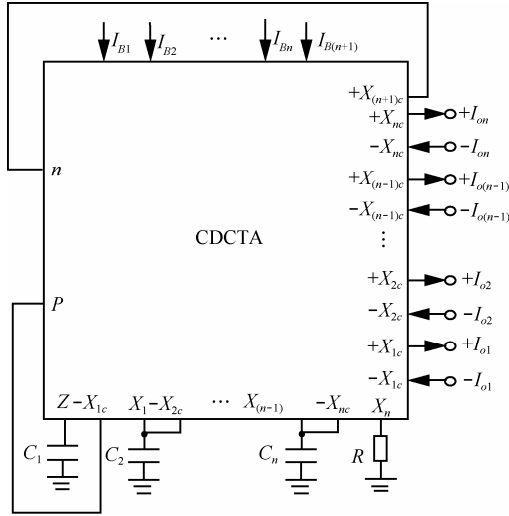 I_{B1} I_{B2} ... I_{Bn} I_{B(n+1)}
+X_{(n+1)c}
+X_{nc} +I_{on}
−X_{nc} −I_{on}
n
+X_{(n−1)c} +I_{o(n−1)}
−X_{(n−1)c} −I_{o(n−1)}
CDCTA
⋮
+X_{2c} +I_{o2}
P
−X_{2c} −I_{o2}
+X_{1c} +I_{o1}
−X_{1c} −I_{o1}
Z −X_{1c} X_1 −X_{2c} ... X_{(n−1)} −X_{nc} X_n
C_1 C_2 C_n R